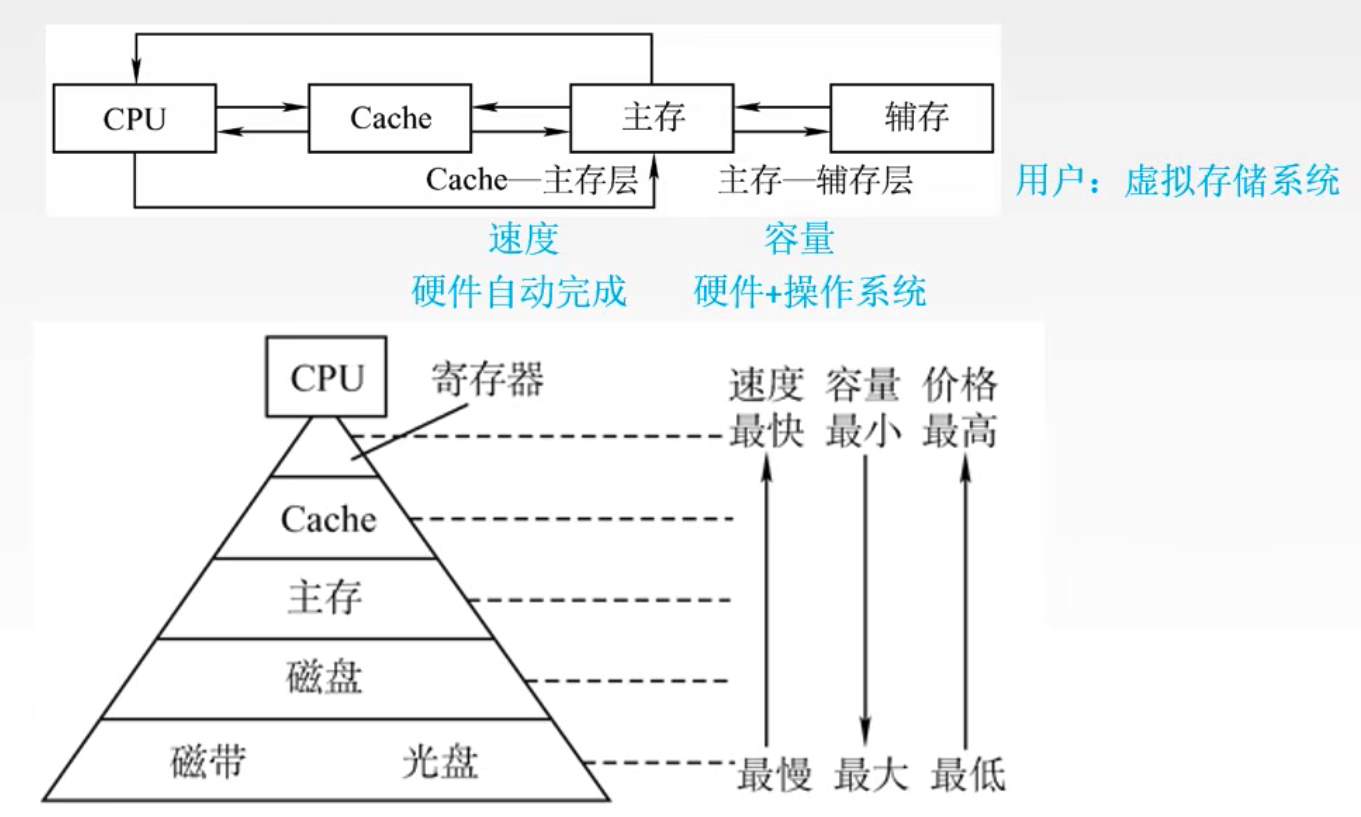 CPU Cache 主存 辅存
Cache—主存层 主存—辅存层 用户：虚拟存储系统
速度 容量
硬件自动完成 硬件+操作系统
CPU 寄存器 速度 容量 价格
最快 最小 最高
Cache
主存
磁盘
磁带 光盘 最慢 最大 最低